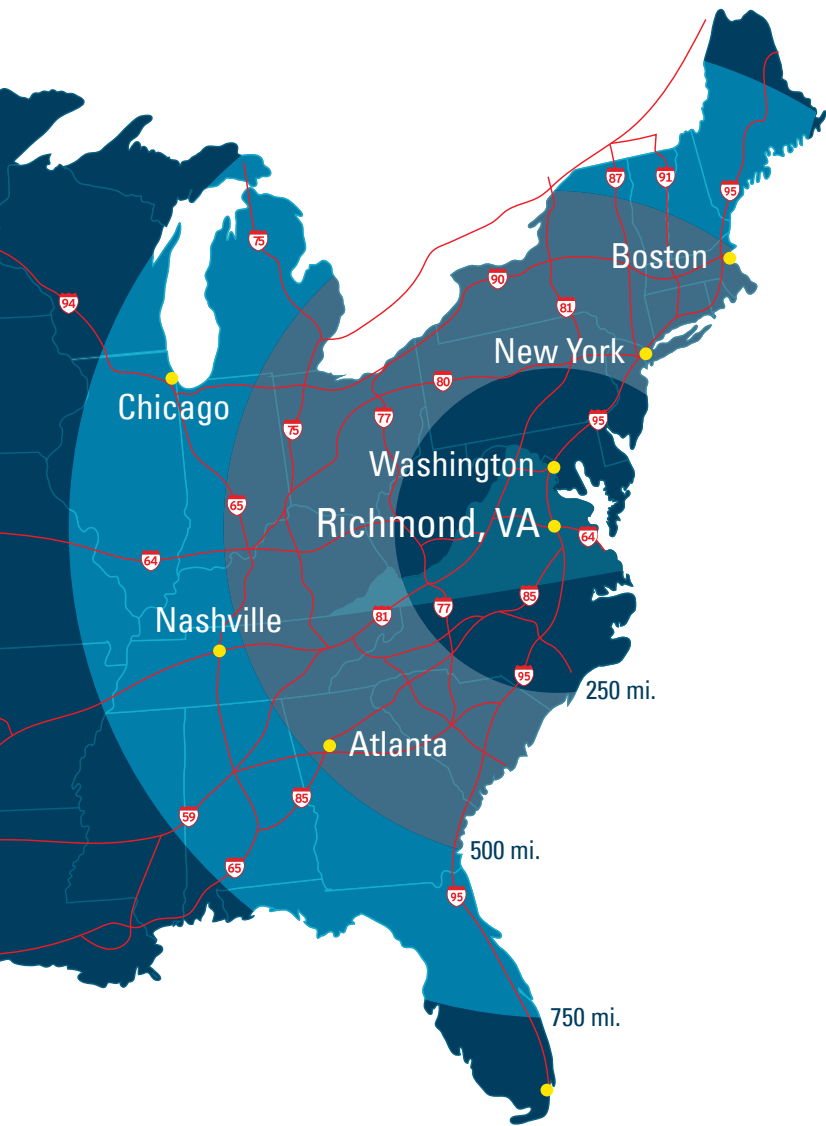 87
91
95
75
Boston
90
94
81
New York
80
Chicago
77
95
75
Washington
65
Richmond, VA
64
64
85
77
81
Nashville
95
250 mi.
Atlanta
85
59
500 mi.
65
95
750 mi.